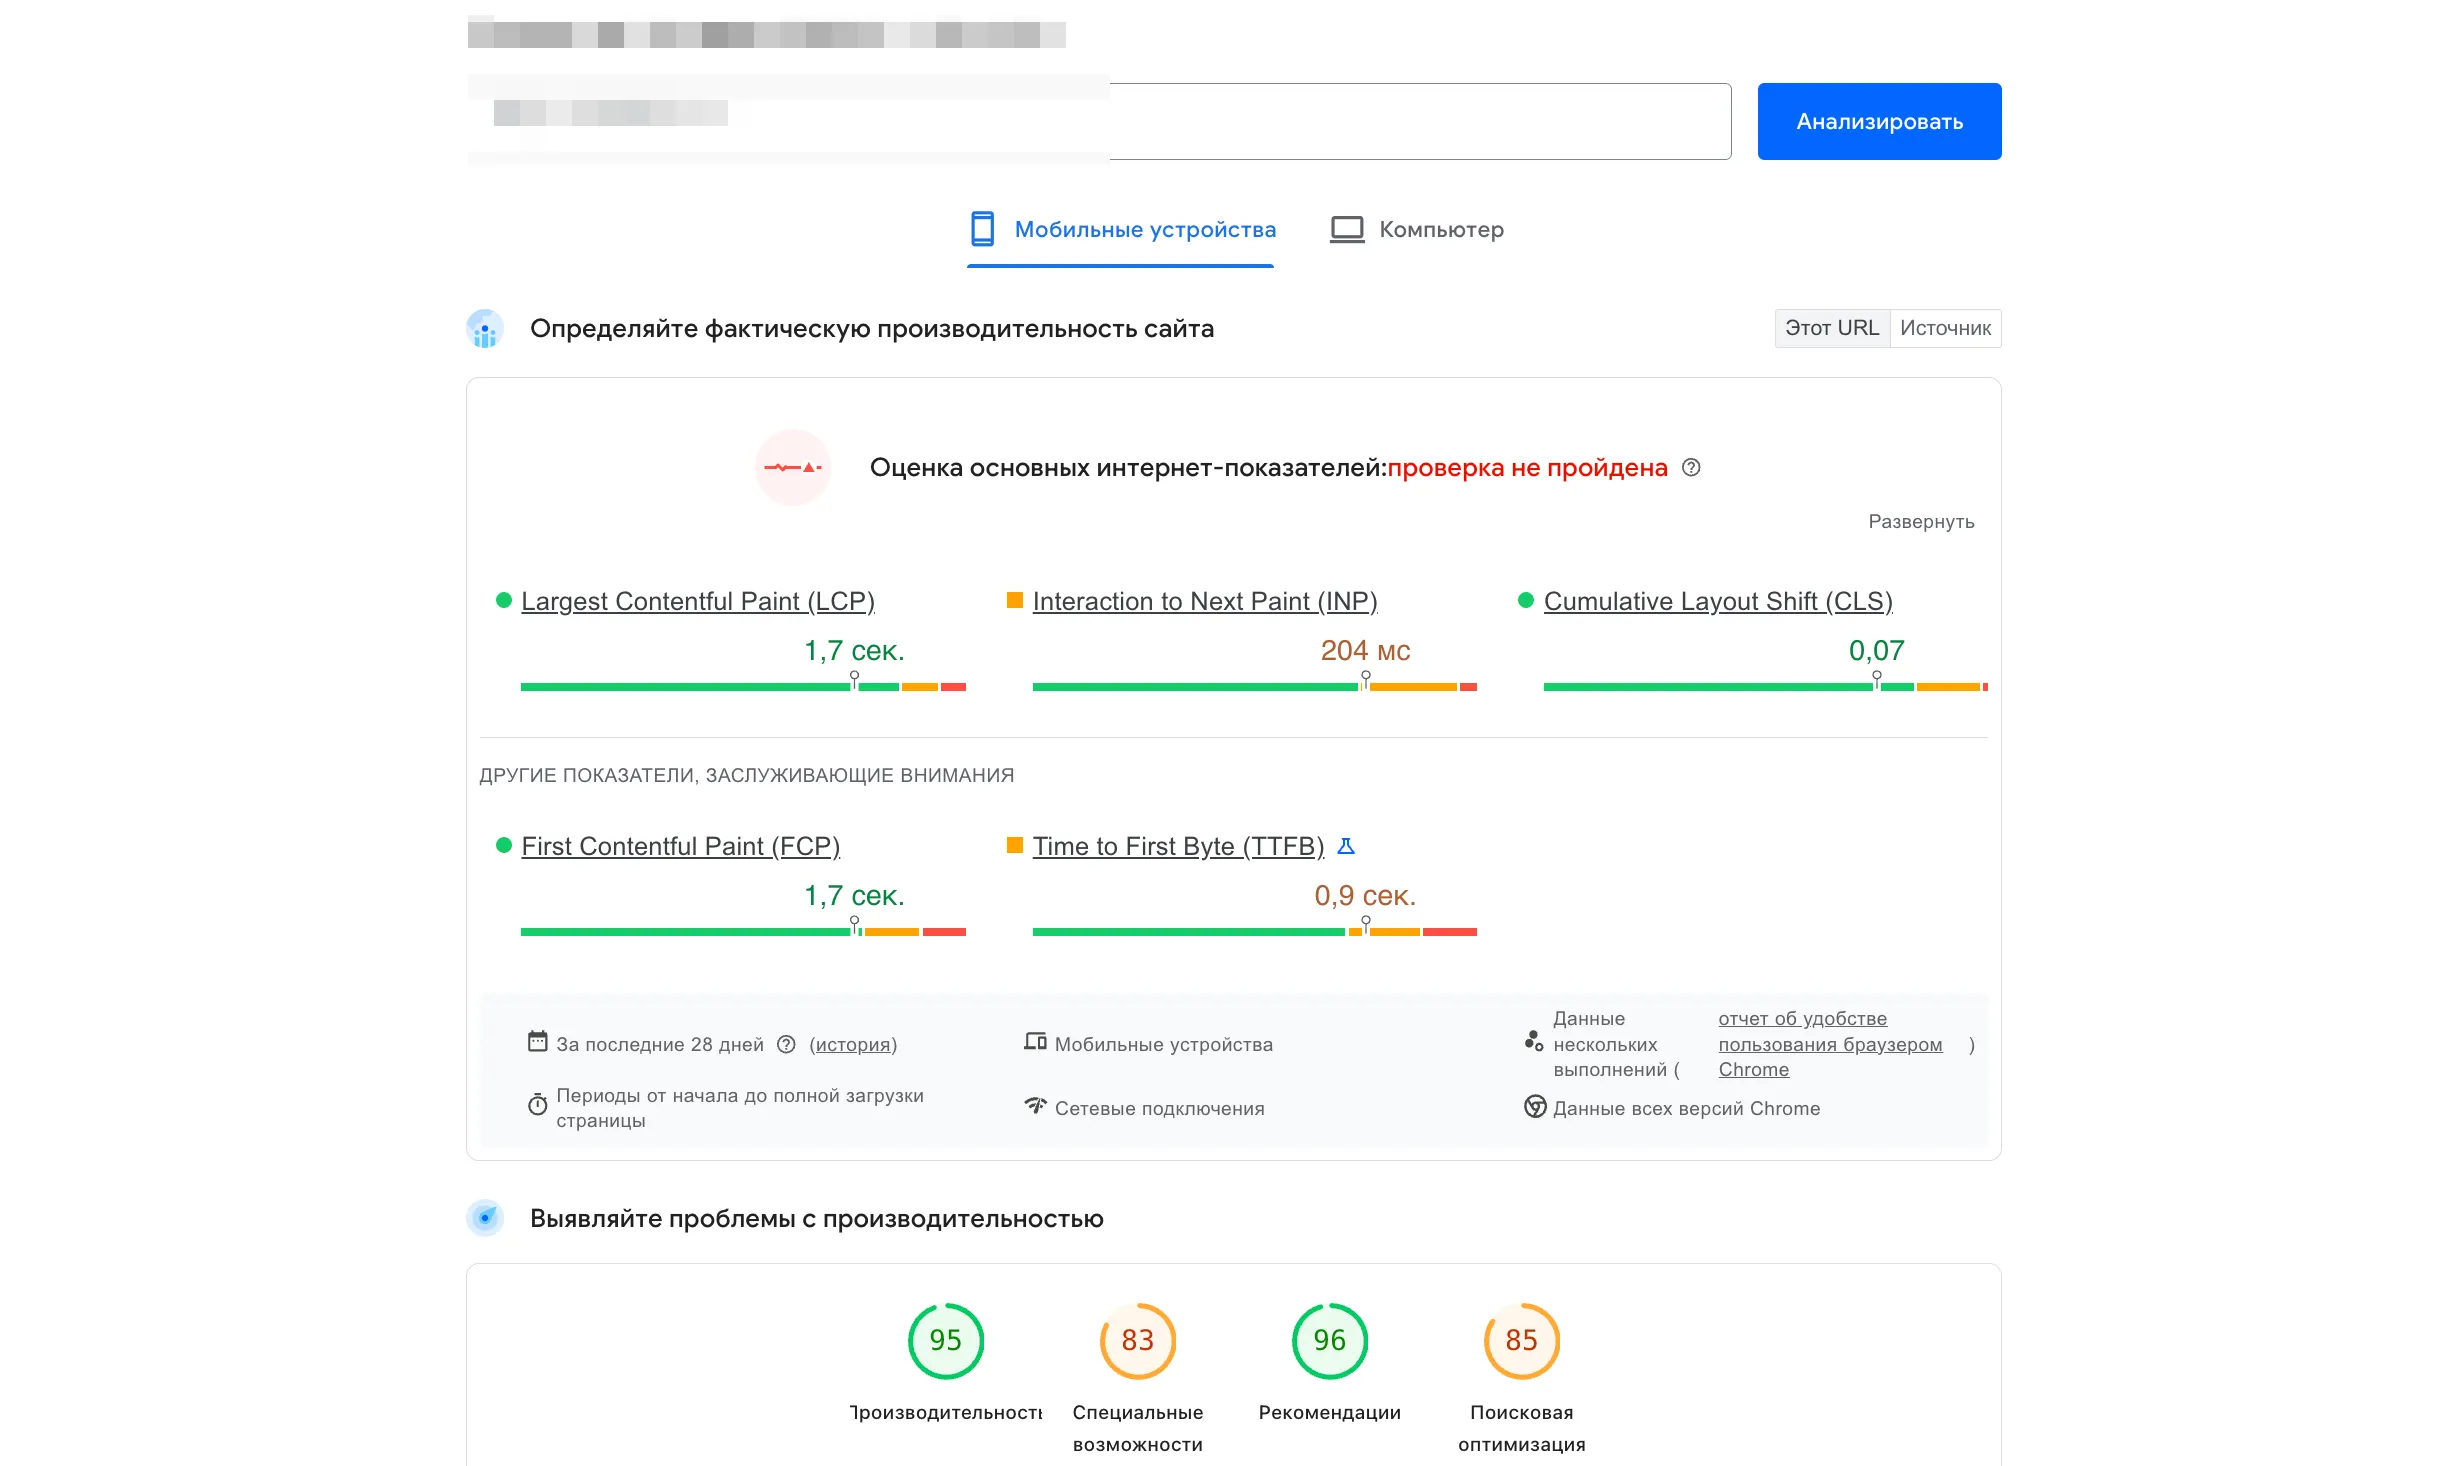 Анализировать
Мобильные устройства
Компьютер
Определяйте фактическую производительность сайта
Этот URL
Источник
Оценка основных интернет-показателей:проверка не пройдена
Развернуть
Largest Contentful Paint (LCP)
1,7 сек.
Interaction to Next Paint (INP)
204 мс
Cumulative Layout Shift (CLS)
0,07
ДРУГИЕ ПОКАЗАТЕЛИ, ЗАСЛУЖИВАЮЩИЕ ВНИМАНИЯ
First Contentful Paint (FCP)
1,7 сек.
Time to First Byte (TTFB)
0,9 сек.
За последние 28 дней (история)
Мобильные устройства
Данные
нескольких
выполнений (
отчет об удобстве
пользования браузером
Chrome
)
Периоды от начала до полной загрузки
страницы
Сетевые подключения
Данные всех версий Chrome
Выявляйте проблемы с производительностью
95
Производительность
83
Специальные
возможности
96
Рекомендации
85
Поисковая
оптимизация